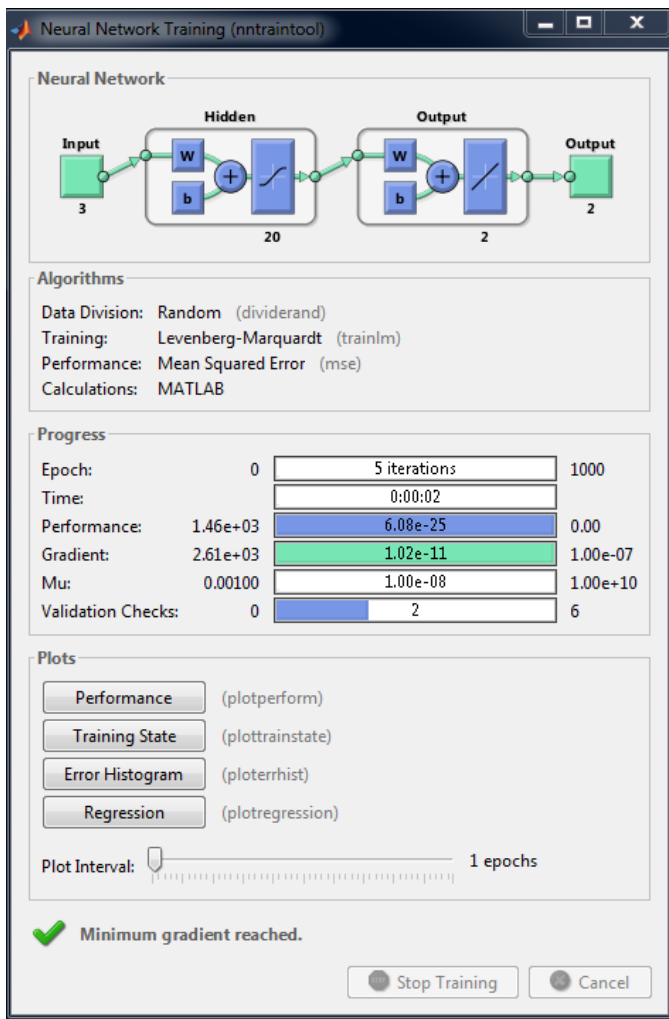 Neural Network Training (nntraintool)
Neural Network
Hidden
Output
Input
W
b
+
W
b
+
Output
3
20
2
2
Algorithms
Data Division: Random (dividerand)
Training: Levenberg-Marquardt (trainlm)
Performance: Mean Squared Error (mse)
Calculations: MATLAB
Progress
Epoch: 0 5 iterations 1000
Time: 0:00:02
Performance: 1.46e+03 6.08e-25 0.00
Gradient: 2.61e+03 1.02e-11 1.00e-07
Mu: 0.00100 1.00e-08 1.00e+10
Validation Checks: 0 2 6
Plots
Performance (plotperform)
Training State (plottrainstate)
Error Histogram (ploterrhist)
Regression (plotregression)
Plot Interval: 1 epochs
Minimum gradient reached.
Stop Training Cancel